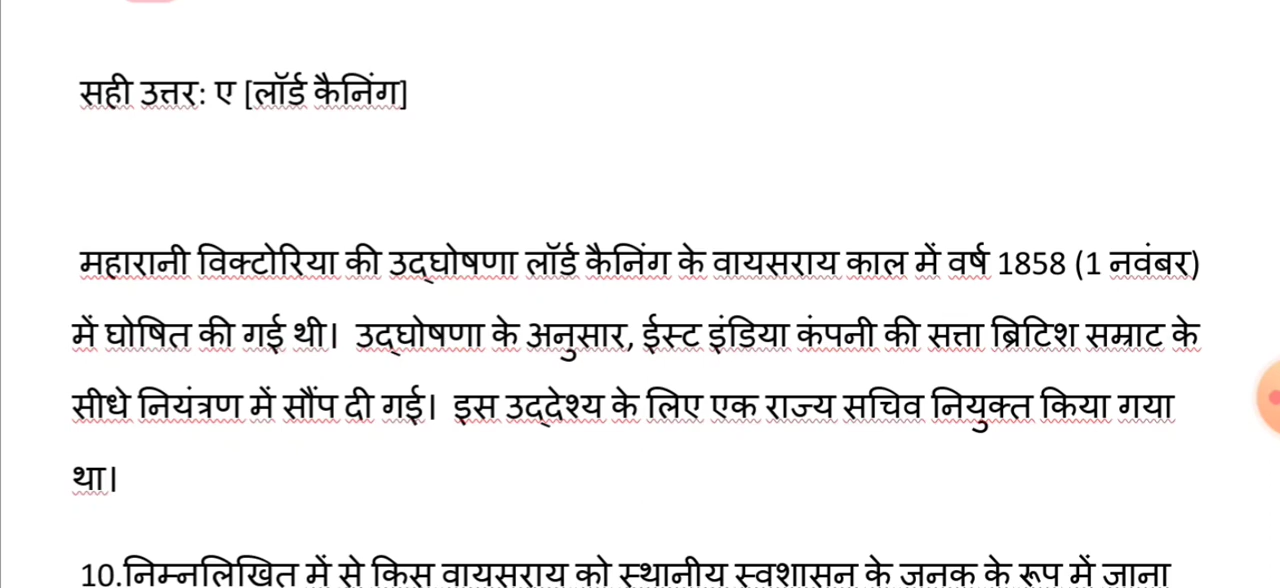 सही उत्तर: ए [लॉर्ड कैनिंग]
महारानी विक्टोरिया की उद्घोषणा लॉर्ड कैनिंग के वायसराय काल में वर्ष 1858 (1 नवंबर)
में घोषित की गई थी। उद्घोषणा के अनुसार, ईस्ट इंडिया कंपनी की सत्ता ब्रिटिश सम्राट के
सीधे नियंत्रण में सौंप दी गई। इस उद्देश्य के लिए एक राज्य सचिव नियुक्त किया गया
था।
10.निम्नलिखित में से किस वायसराय को स्थानीय स्वशासन के जनक के रूप में जाना